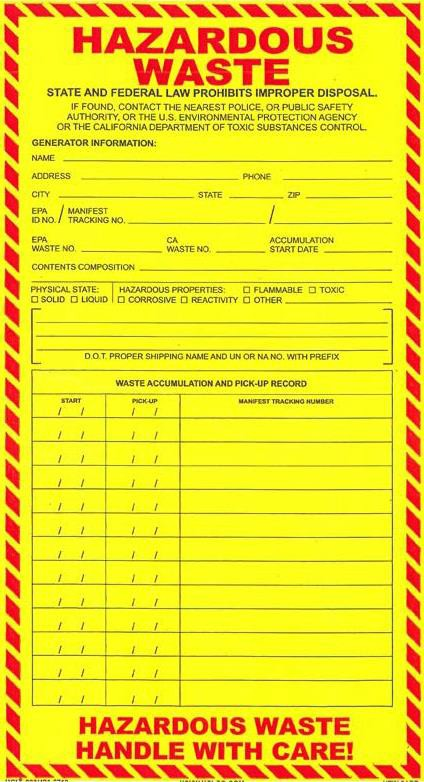 HAZARDOUS
WASTE
STATE AND FEDERAL LAW PROHIBITS IMPROPER DISPOSAL.
IF FOUND, CONTACT THE NEAREST POLICE, OR PUBLIC SAFETY
AUTHORITY, OR THE U.S. ENVIRONMENTAL PROTECTION AGENCY
OR THE CALIFORNIA DEPARTMENT OF TOXIC SUBSTANCES CONTROL.
GENERATOR INFORMATION:
NAME
ADDRESS PHONE
CITY STATE ZIP
EPA / MANIFEST /
ID NO. TRACKING NO.
EPA CA ACCUMULATION
WASTE NO. WASTE NO. START DATE
CONTENTS COMPOSITION
PHYSICAL STATE: HAZARDOUS PROPERTIES: ☐ FLAMMABLE ☐ TOXIC
☐ SOLID ☐ LIQUID ☐ CORROSIVE ☐ REACTIVITY ☐ OTHER
D.O.T. PROPER SHIPPING NAME AND UN OR NA NO. WITH PREFIX
WASTE ACCUMULATION AND PICK-UP RECORD
START PICK-UP MANIFEST TRACKING NUMBER
/ / / /
/ / / /
/ / / /
/ / / /
/ / / /
/ / / /
/ / / /
/ / / /
/ / / /
/ / / /
/ / / /
/ / / /
/ / / /
HAZARDOUS WASTE
HANDLE WITH CARE!